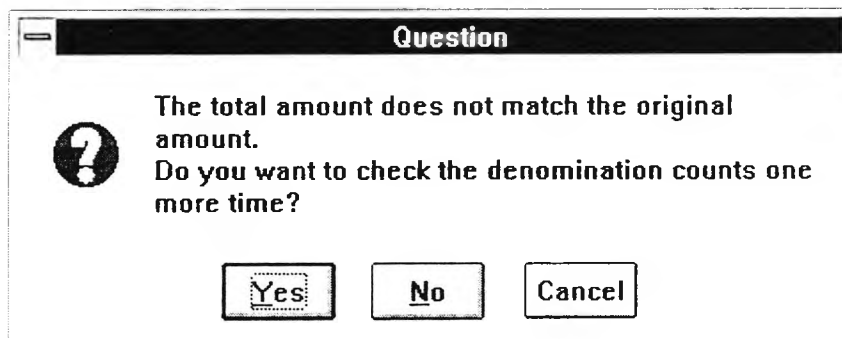 Question
The total amount does not match the original
amount.
Do you want to check the denomination counts one
more time?
Yes No Cancel